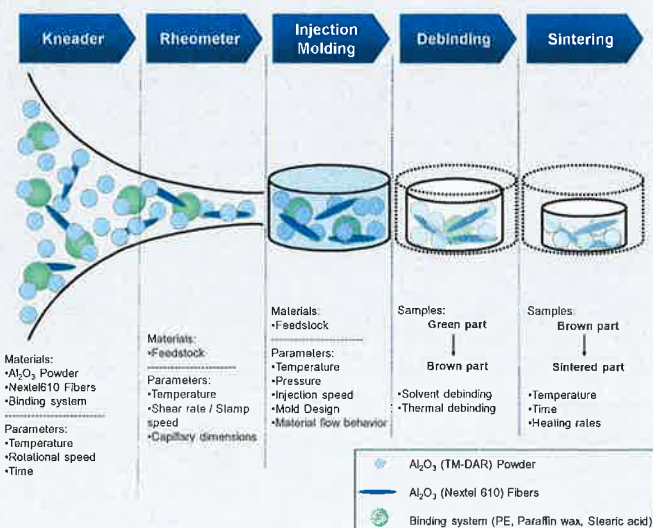 Kneader
Rheometer
Injection
Molding
Debinding
Sintering
Materials:
•Al₂O₃ Powder
•Nextel610 Fibers
•Binding system
Parameters:
•Temperature
•Rotational speed
•Time
Materials:
•Feedstock
Parameters:
•Temperature
•Shear rate / Stamp
speed
•Capillary dimensions
Materials:
•Feedstock
Parameters:
•Temperature
•Pressure
•Injection speed
•Mold Design
•Material flow behavior
Samples:
Green part
Brown part
•Solvent debinding
•Thermal debinding
Samples:
Brown part
Sintered part
•Temperature
•Time
•Heating rates
Al₂O₃ (TM-DAR) Powder
Al₂O₃ (Nextel 610) Fibers
Binding system (PE, Paraffin wax, Stearic acid)